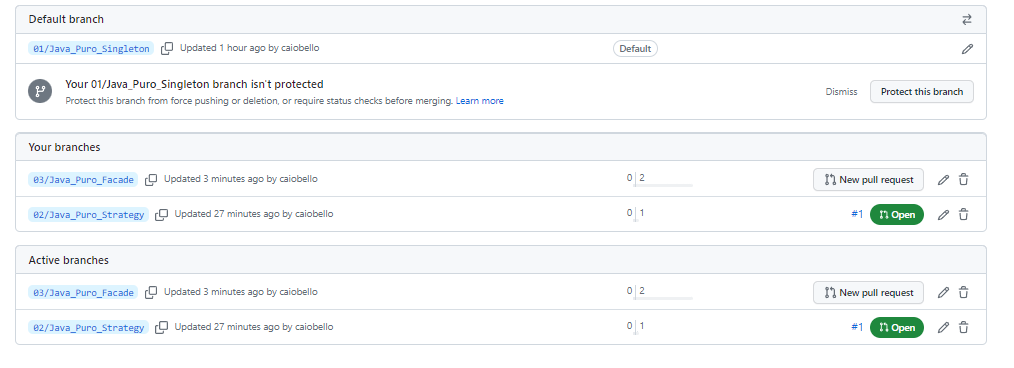 Default branch
01/Java_Puro_Singleton Updated 1 hour ago by caiobello Default
Your 01/Java_Puro_Singleton branch isn't protected
Protect this branch from force pushing or deletion, or require status checks before merging. Learn more
Dismiss Protect this branch
Your branches
03/Java_Puro_Facade Updated 3 minutes ago by caiobello 0 2 New pull request
02/Java_Puro_Strategy Updated 27 minutes ago by caiobello 0 1 #1 Open
Active branches
03/Java_Puro_Facade Updated 3 minutes ago by caiobello 0 2 New pull request
02/Java_Puro_Strategy Updated 27 minutes ago by caiobello 0 1 #1 Open